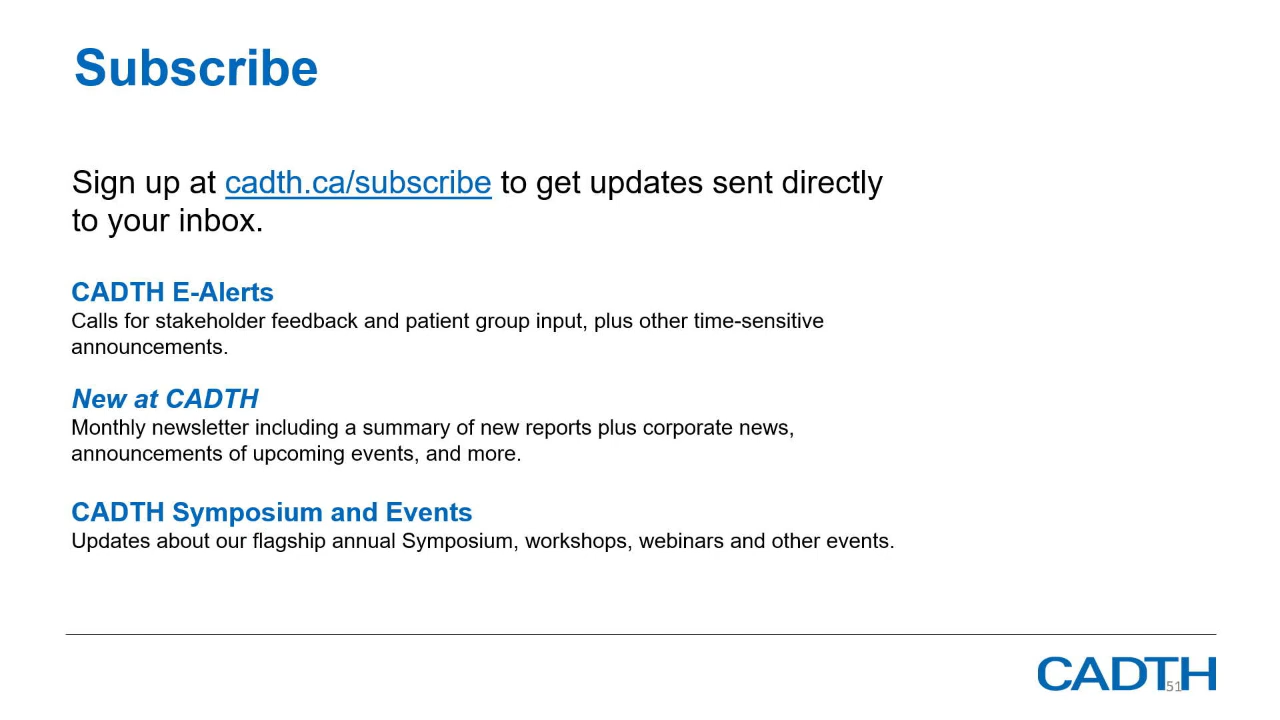 Subscribe
Sign up at cadth.ca/subscribe to get updates sent directly
to your inbox.
CADTH E-Alerts
Calls for stakeholder feedback and patient group input, plus other time-sensitive
announcements.
New at CADTH
Monthly newsletter including a summary of new reports plus corporate news,
announcements of upcoming events, and more.
CADTH Symposium and Events
Updates about our flagship annual Symposium, workshops, webinars and other events.
CADTH
51